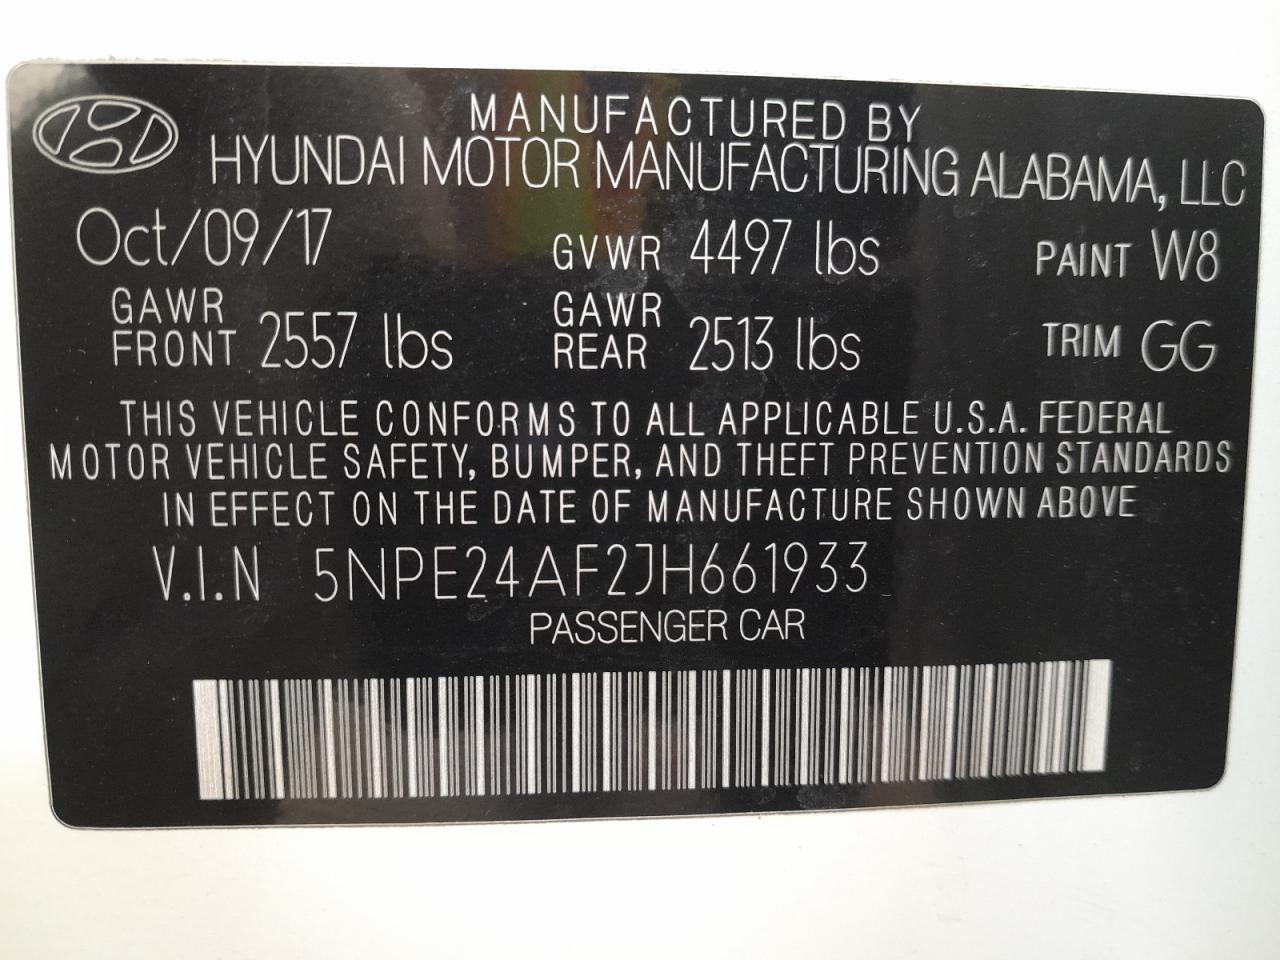 MANUFACTURED BY
HYUNDAI MOTOR MANUFACTURING ALABAMA, LLC
Oct/09/17 GVWR 4497 lbs PAINT W8
GAWR FRONT 2557 lbs GAWR REAR 2513 lbs TRIM GG
THIS VEHICLE CONFORMS TO ALL APPLICABLE U.S.A. FEDERAL
MOTOR VEHICLE SAFETY, BUMPER, AND THEFT PREVENTION STANDARDS
IN EFFECT ON THE DATE OF MANUFACTURE SHOWN ABOVE
V.I.N 5NPE24AF2JH661933
PASSENGER CAR